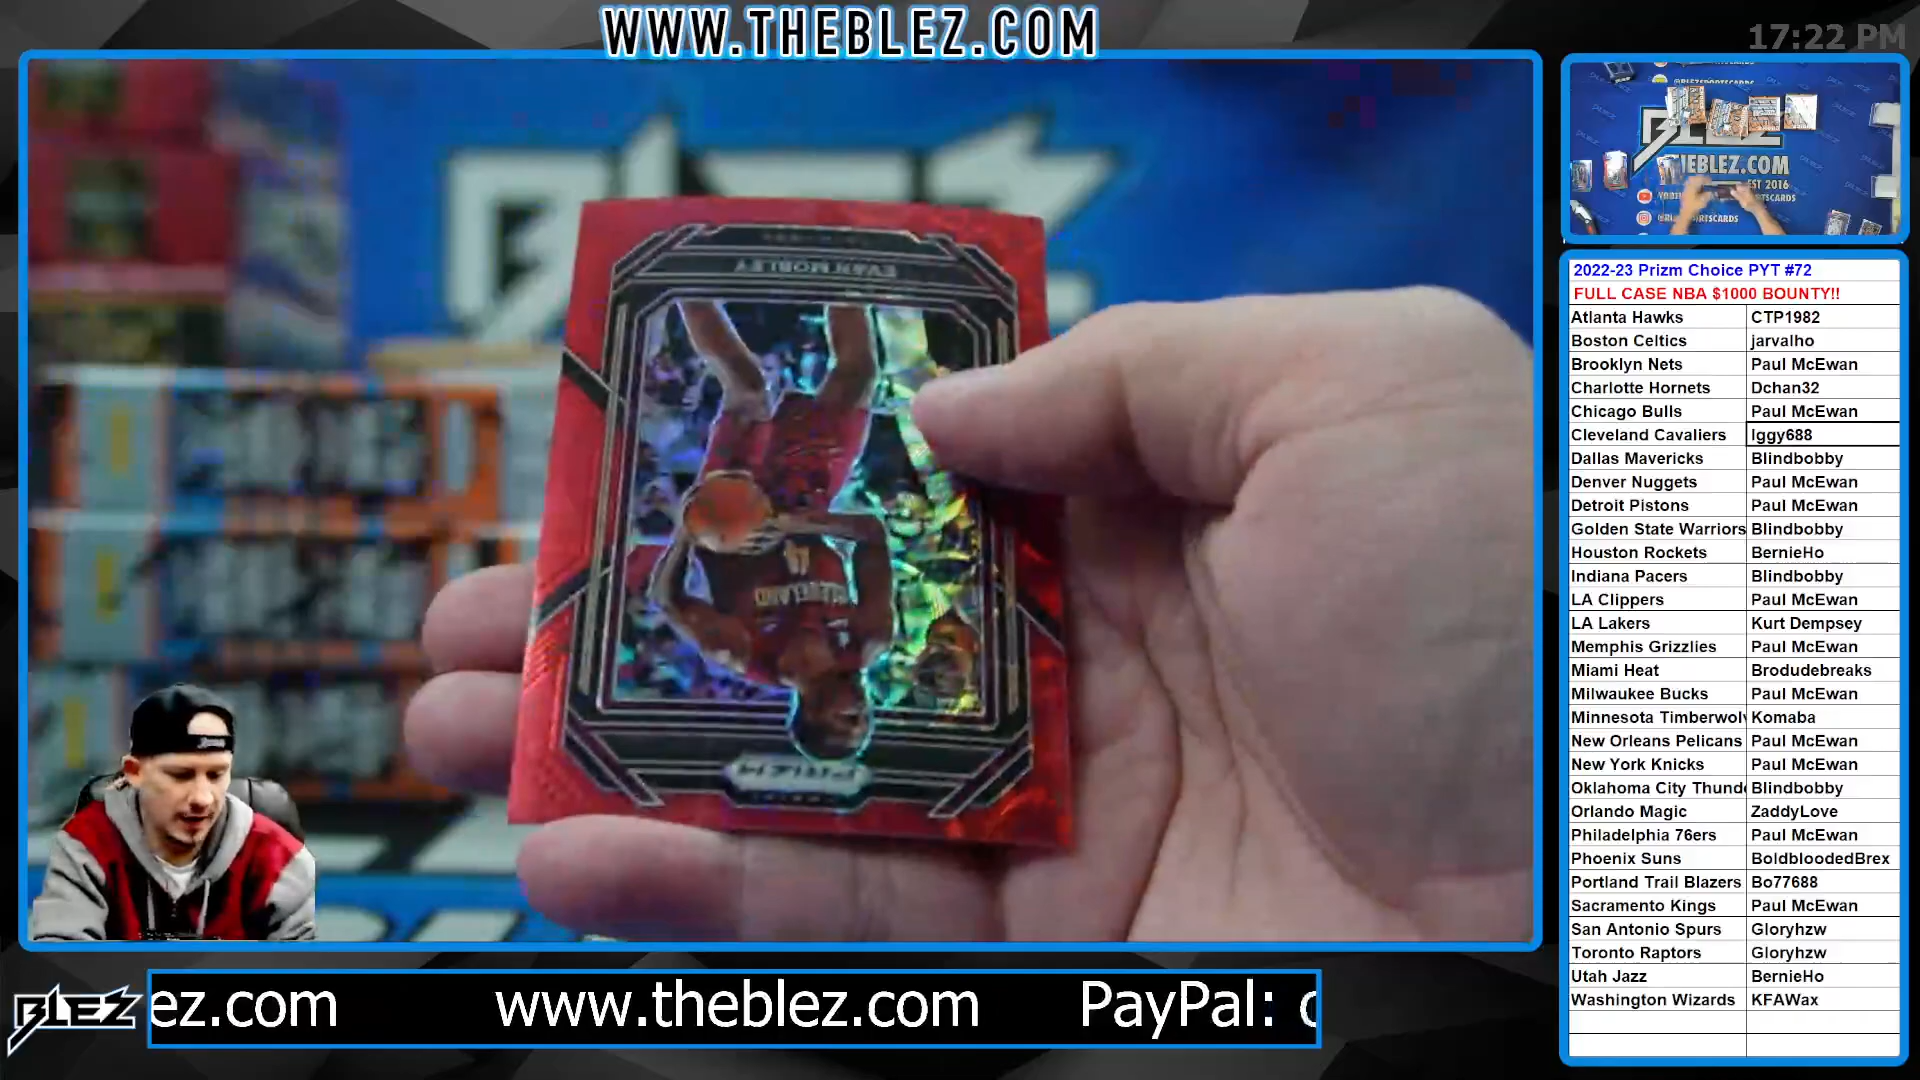 WWW.THEBLEZ.COM
17:22 PM
EVAN MOBLEY
CLEVELAND
PRIZM
BLEZ
THEBLEZ.COM
EST 2016
2022-23 Prizm Choice PYT #72
FULL CASE NBA $1000 BOUNTY!!
Atlanta Hawks CTP1982
Boston Celtics jarvalho
Brooklyn Nets Paul McEwan
Charlotte Hornets Dchan32
Chicago Bulls Paul McEwan
Cleveland Cavaliers Iggy688
Dallas Mavericks Blindbobby
Denver Nuggets Paul McEwan
Detroit Pistons Paul McEwan
Golden State Warriors Blindbobby
Houston Rockets BernieHo
Indiana Pacers Blindbobby
LA Clippers Paul McEwan
LA Lakers Kurt Dempsey
Memphis Grizzlies Paul McEwan
Miami Heat Brodudebreaks
Milwaukee Bucks Paul McEwan
Minnesota Timberwolv Komaba
New Orleans Pelicans Paul McEwan
New York Knicks Paul McEwan
Oklahoma City Thunde Blindbobby
Orlando Magic ZaddyLove
Philadelphia 76ers Paul McEwan
Phoenix Suns BoldbloodedBrex
Portland Trail Blazers Bo77688
Sacramento Kings Paul McEwan
San Antonio Spurs Gloryhzw
Toronto Raptors Gloryhzw
Utah Jazz BernieHo
Washington Wizards KFAWax
BLEZ
ez.com www.theblez.com PayPal: